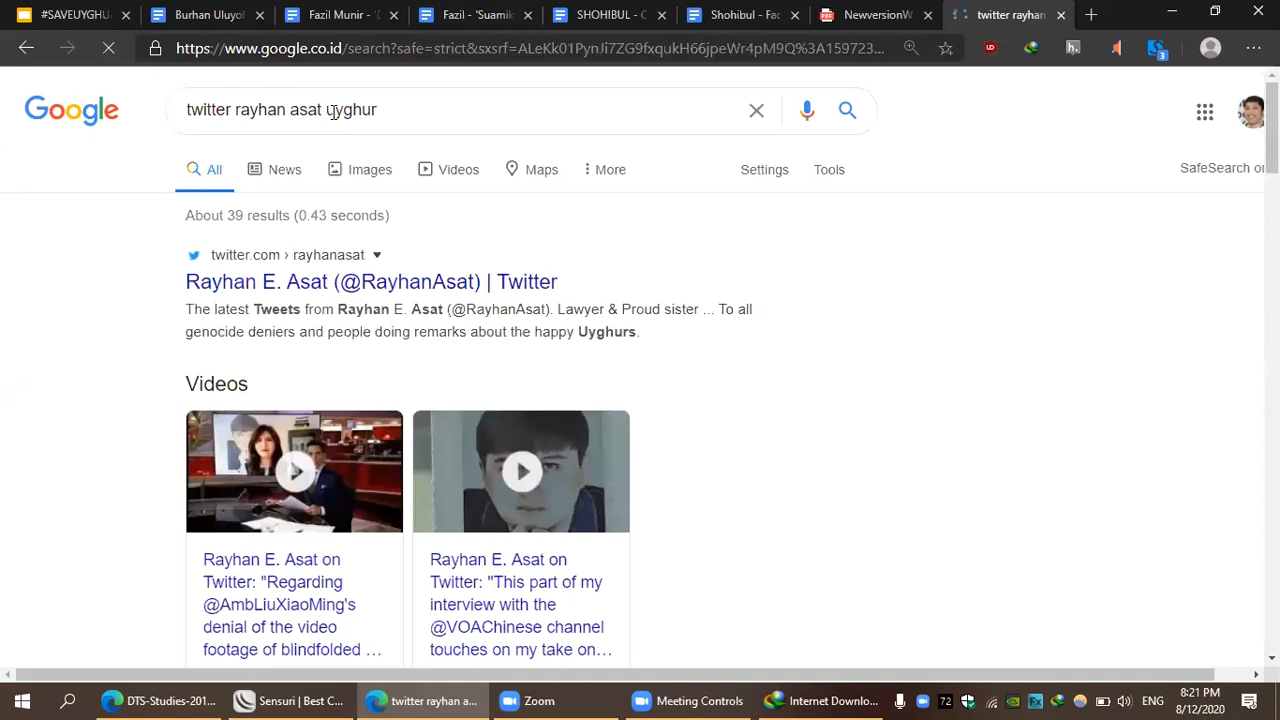 #SAVEUYGHU
Burhan Uluyol
Fazil Munir - D
Fazil - 'Suamik
SHOHIBUL - C
Shohibul - Fac
NewversionW
twitter rayhan
https://www.google.co.id/search?safe=strict&sxsrf=ALeKk01PynJi7ZG9fxqukH66jpeWr4pM9Q%3A159723...
Google
twitter rayhan asat uyghur
All
News
Images
Videos
Maps
More
Settings
Tools
SafeSearch on
About 39 results (0.43 seconds)
twitter.com › rayhanasat
Rayhan E. Asat (@RayhanAsat) | Twitter
The latest Tweets from Rayhan E. Asat (@RayhanAsat). Lawyer & Proud sister ... To all
genocide deniers and people doing remarks about the happy Uyghurs.
Videos
Rayhan E. Asat on
Twitter: "Regarding
@AmbLiuXiaoMing's
denial of the video
footage of blindfolded ...
Rayhan E. Asat on
Twitter: "This part of my
interview with the
@VOAChinese channel
touches on my take on...
DTS-Studies-201...
Sensuri | Best C...
twitter rayhan a...
Zoom
Meeting Controls
Internet Downlo...
72
ENG
8:21 PM
8/12/2020